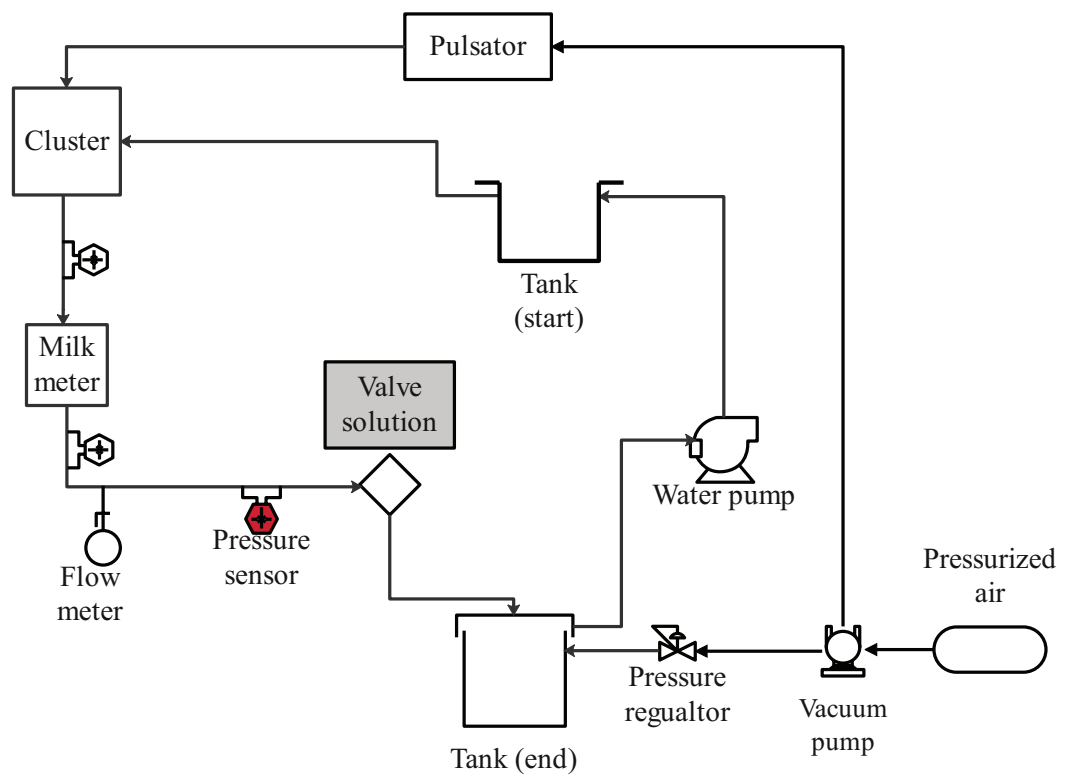 Pulsator
Cluster
Tank
(start)
Milk
meter
Valve
solution
Water pump
Pressure
sensor
Flow
meter
Pressurized
air
Pressure
regualtor
Vacuum
pump
Tank (end)